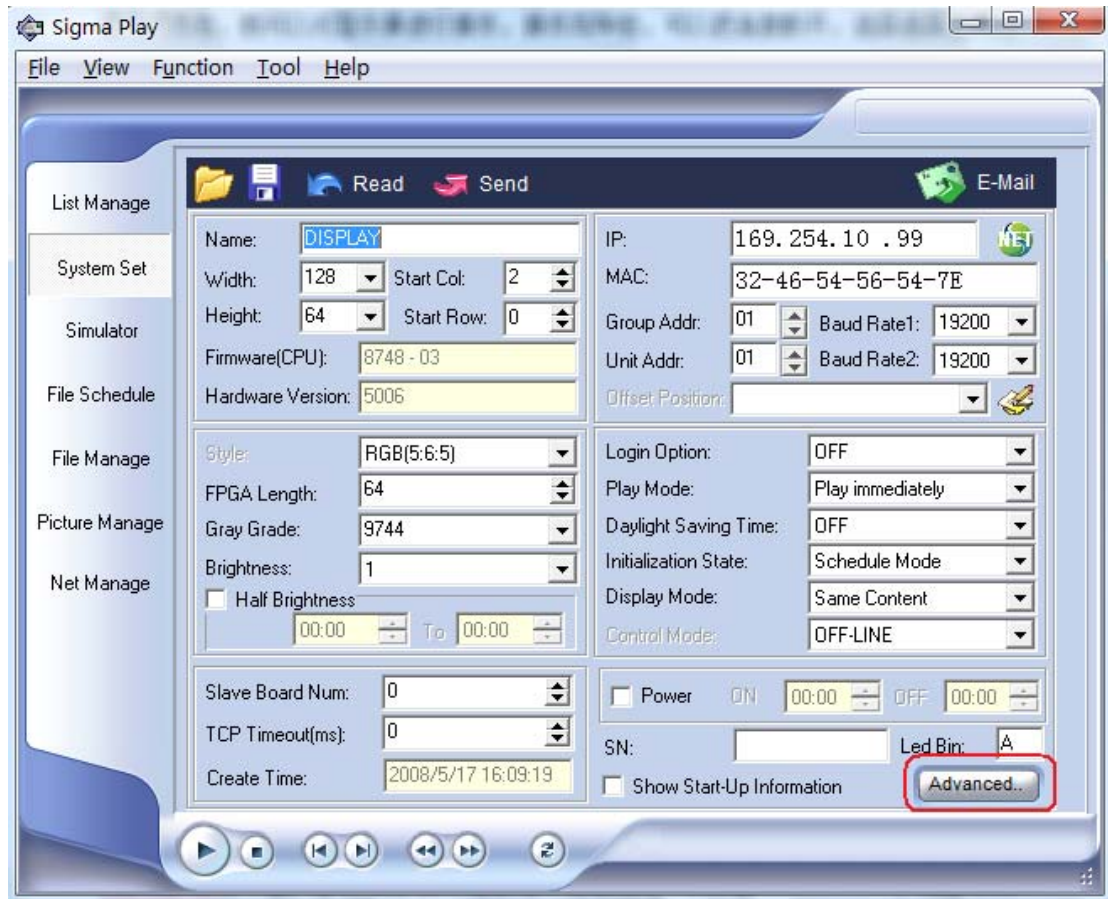 Sigma Play
File View Function Tool Help
List Manage
System Set
Simulator
File Schedule
File Manage
Picture Manage
Net Manage
Read Send E-Mail
Name: DISPLAY
Width: 128 Start Col: 2
Height: 64 Start Row: 0
Firmware(CPU): 8748 - 03
Hardware Version: 5006
IP: 169.254.10 .99 NET
MAC: 32-46-54-56-54-7E
Group Addr: 01 Baud Rate1: 19200
Unit Addr: 01 Baud Rate2: 19200
Offset Position:
Style: RGB(5:6:5)
FPGA Length: 64
Gray Grade: 9744
Brightness: 1
Half Brightness
00:00 To 00:00
Login Option: OFF
Play Mode: Play immediately
Daylight Saving Time: OFF
Initialization State: Schedule Mode
Display Mode: Same Content
Control Mode: OFF-LINE
Slave Board Num: 0
TCP Timeout(ms): 0
Create Time: 2008/5/17 16:09:19
Power ON 00:00 OFF 00:00
SN: Led Bin: A
Show Start-Up Information Advanced..